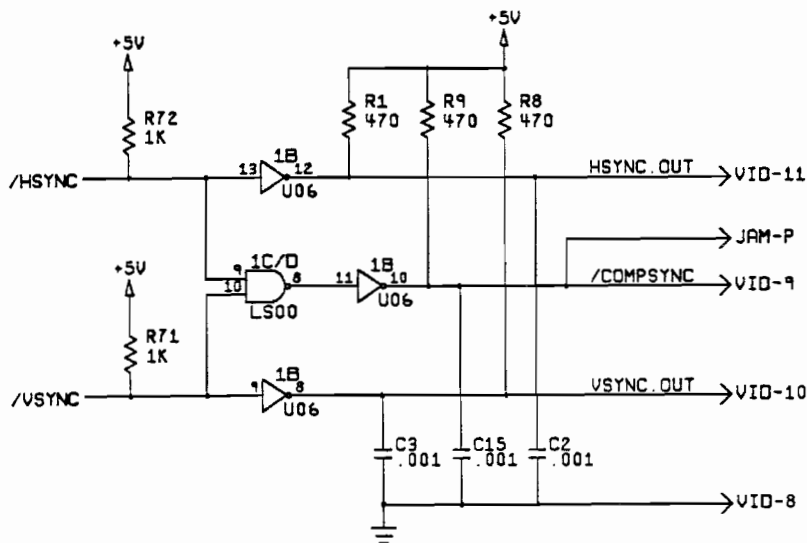 +5V
+5V
R72
1K
R1
470
R9
470
R8
470
/HSYNC
13
1B
12
U06
HSYNC.OUT
VID-11
JAM-P
+5V
9
10
1C/D
8
LS00
11
1B
10
U06
/COMPSYNC
VID-9
R71
1K
/VSYNC
9
1B
8
U06
VSYNC.OUT
VID-10
C3
.001
C15
.001
C2
.001
VID-8